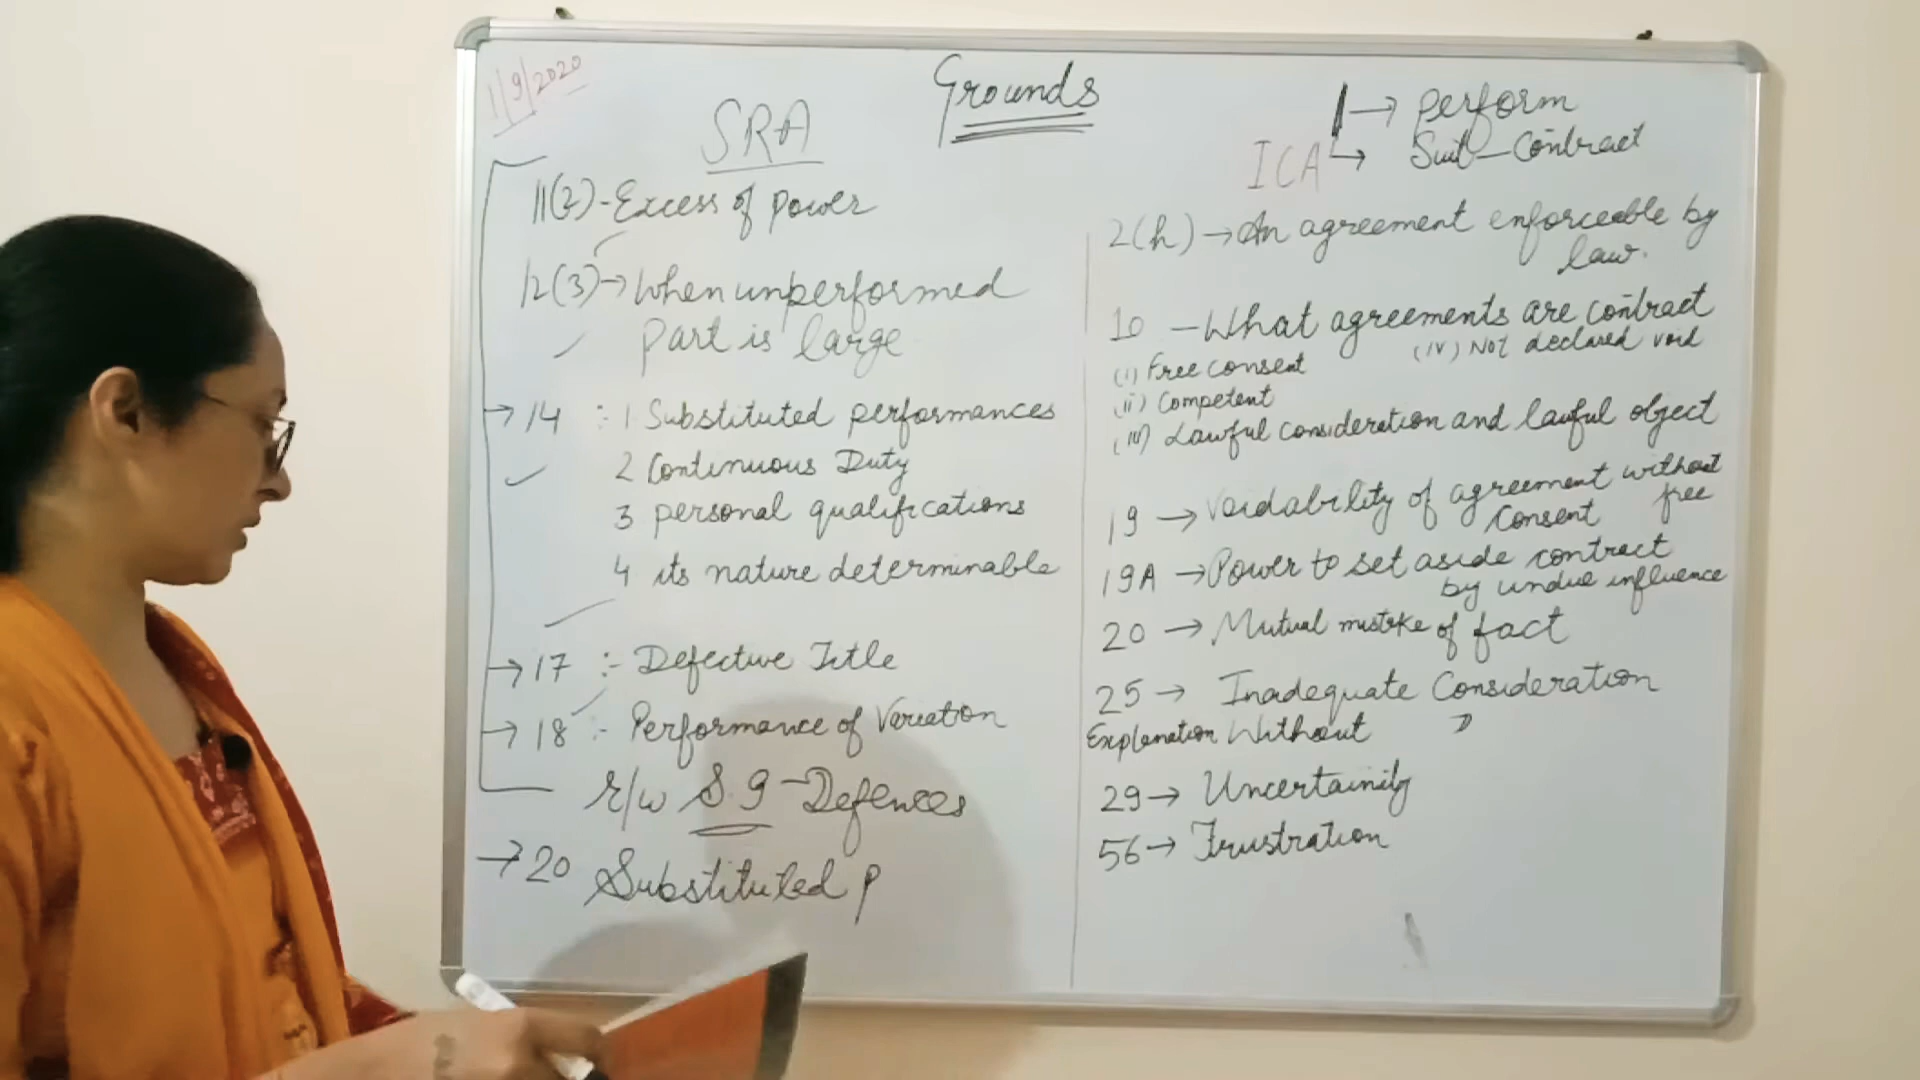 1/9/2020
Grounds
SRA
11(2)-Excess of power
12(3)→When unperformed
part is large
→14 :- 1 Substituted performances
2 Continuous Duty
3 personal qualifications
4 its nature determinable
→17 :- Defective Title
→18 :- Performance of Variation
r/w S.9-Defences
→20 Substituted p
ICA → perform
→ Suit-Contract
2(h)→An agreement enforceable by
law.
10 -What agreements are contract
(i) Free consent (iv) Not declared void
(ii) Competent
(iii) Lawful consideration and lawful object
19 →Voidability of agreement without
free
consent
19A →Power to set aside contract
by undue influence
20 →Mutual mistake of fact
25→ Inadequate Consideration
Explanation Without "
29→ Uncertainity
56→ Frustration